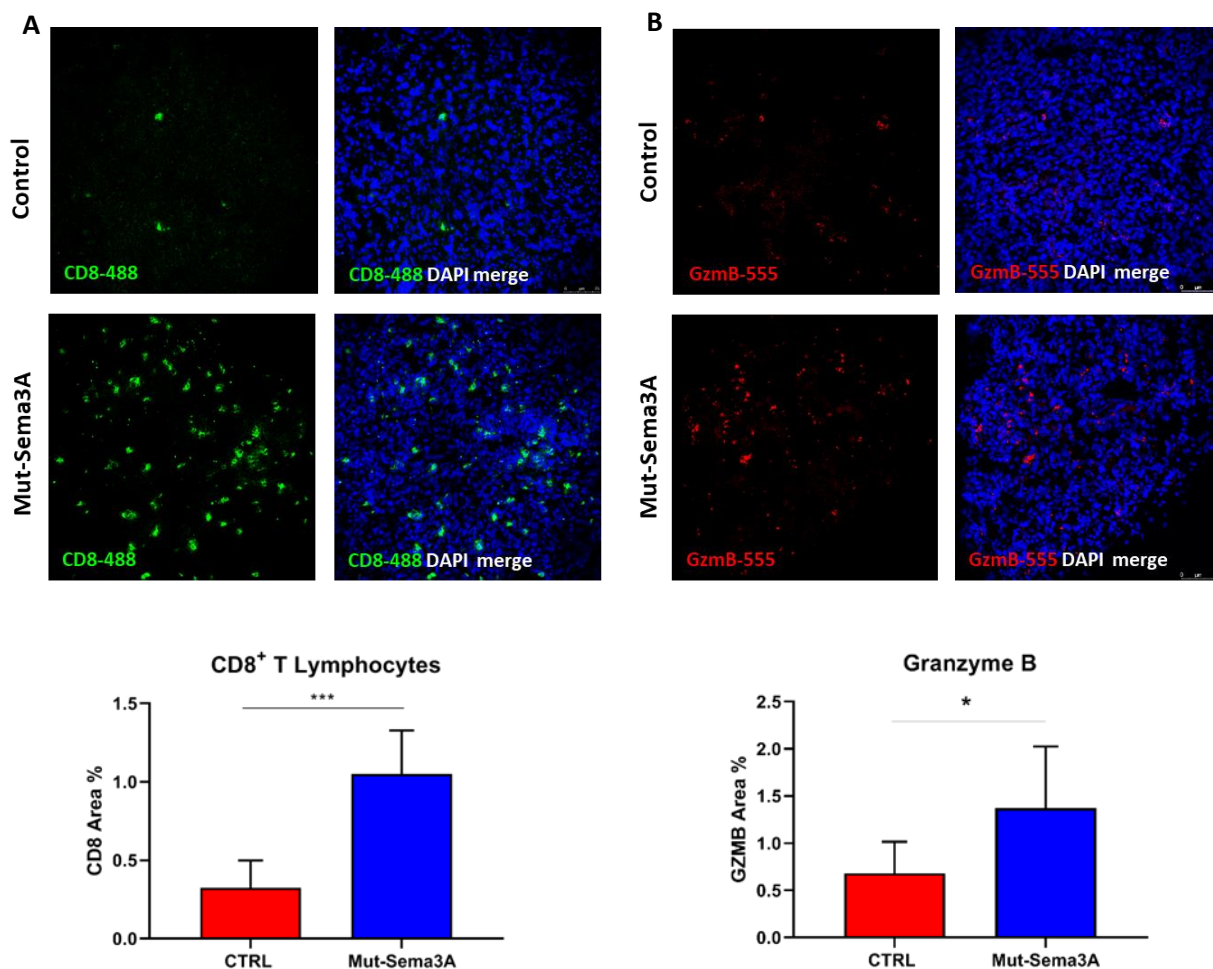 A
B
Control
CD8-488
CD8-488 DAPI merge
Control
GzmB-555
GzmB-555 DAPI merge
Mut-Sema3A
CD8-488
CD8-488 DAPI merge
Mut-Sema3A
GzmB-555
GzmB-555 DAPI merge
CD8+ T Lymphocytes
***
CD8 Area %
1.5
1.0
0.5
0.0
CTRL Mut-Sema3A
Granzyme B
*
GZMB Area %
2.5
2.0
1.5
1.0
0.5
0.0
CTRL Mut-Sema3A